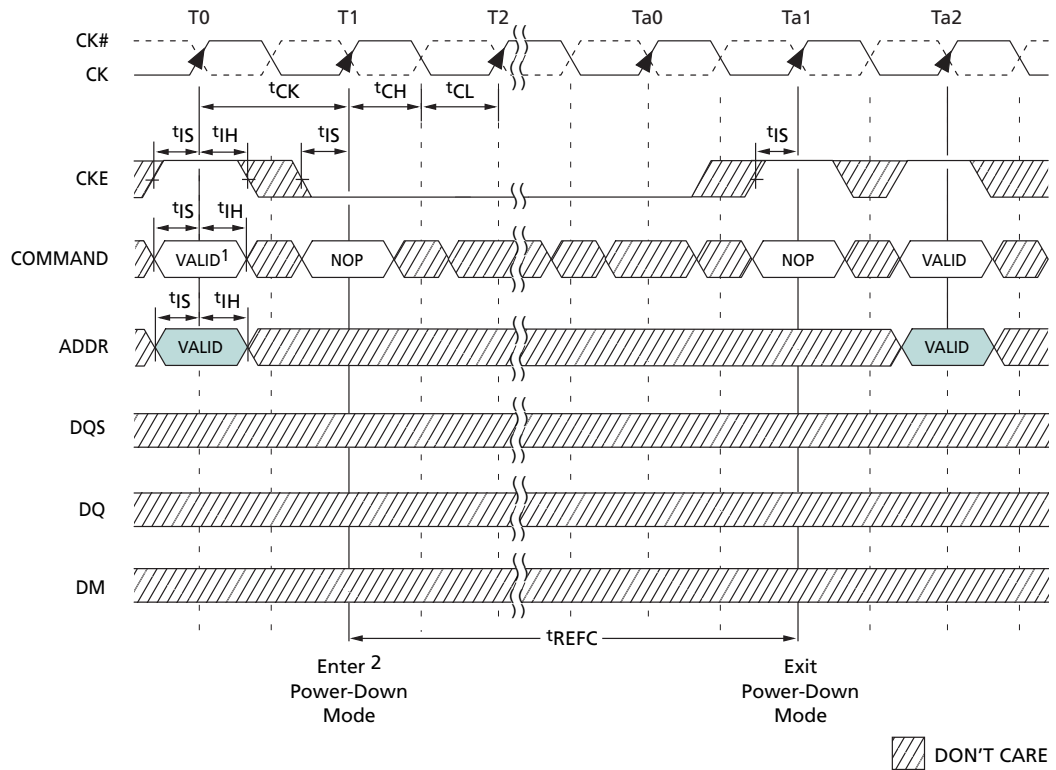 T0 T1 T2 Ta0 Ta1 Ta2
CK#
CK
tCK tCH tCL
tIS tIH tIS tIS
CKE
tIS tIH
COMMAND VALID1 NOP NOP VALID
tIS tIH
ADDR VALID VALID
DQS
DQ
DM
tREFC
Enter 2 Exit
Power-Down Power-Down
Mode Mode
DON'T CARE